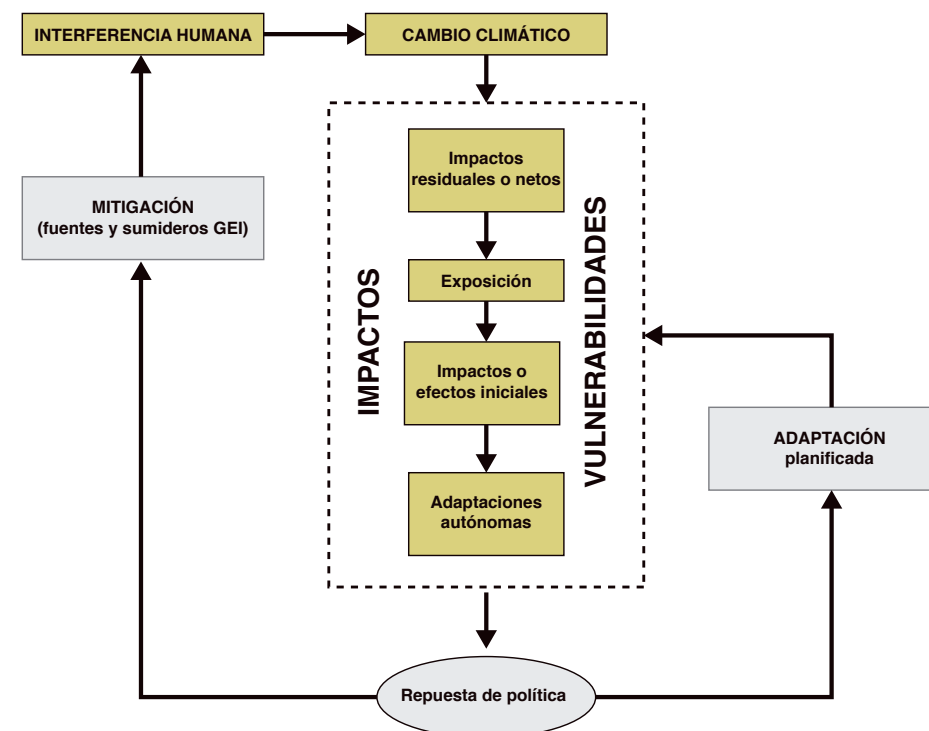 INTERFERENCIA HUMANA
CAMBIO CLIMÁTICO
MITIGACIÓN
(fuentes y sumideros GEI)
IMPACTOS
Impactos
residuales o netos
Exposición
Impactos o
efectos iniciales
Adaptaciones
autónomas
VULNERABILIDADES
ADAPTACIÓN
planificada
Repuesta de política